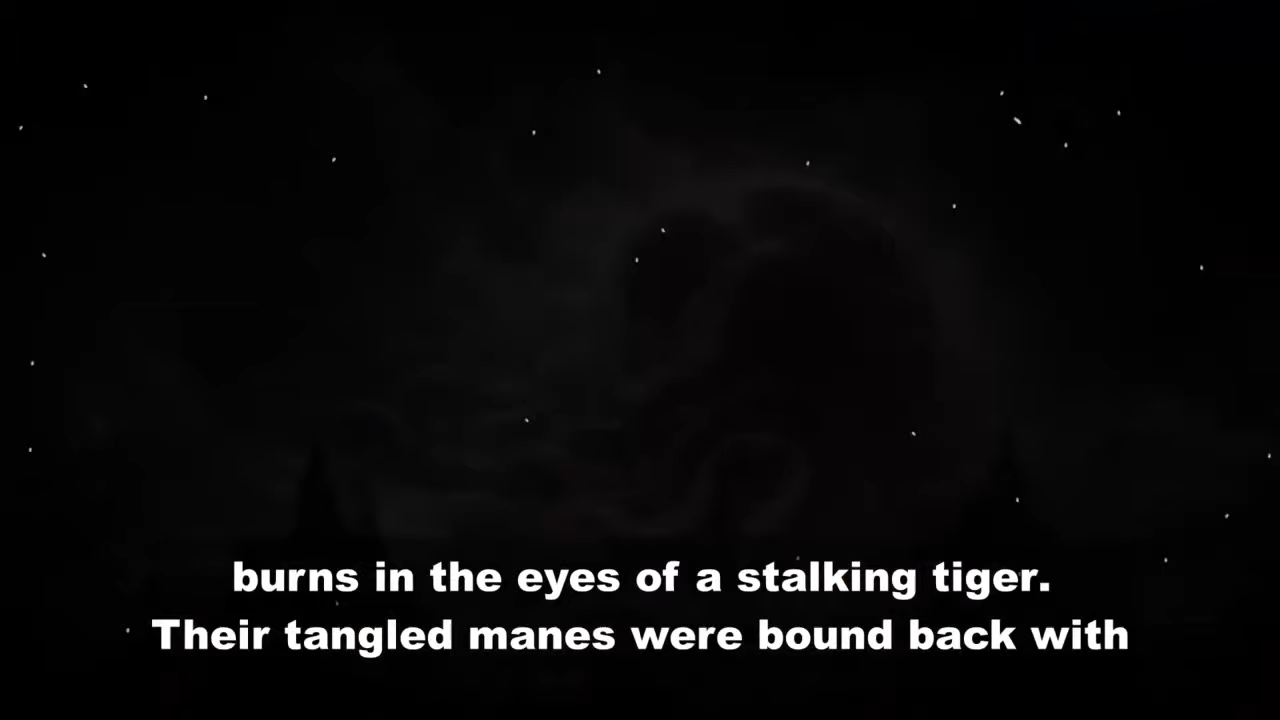 burns in the eyes of a stalking tiger.
Their tangled manes were bound back with